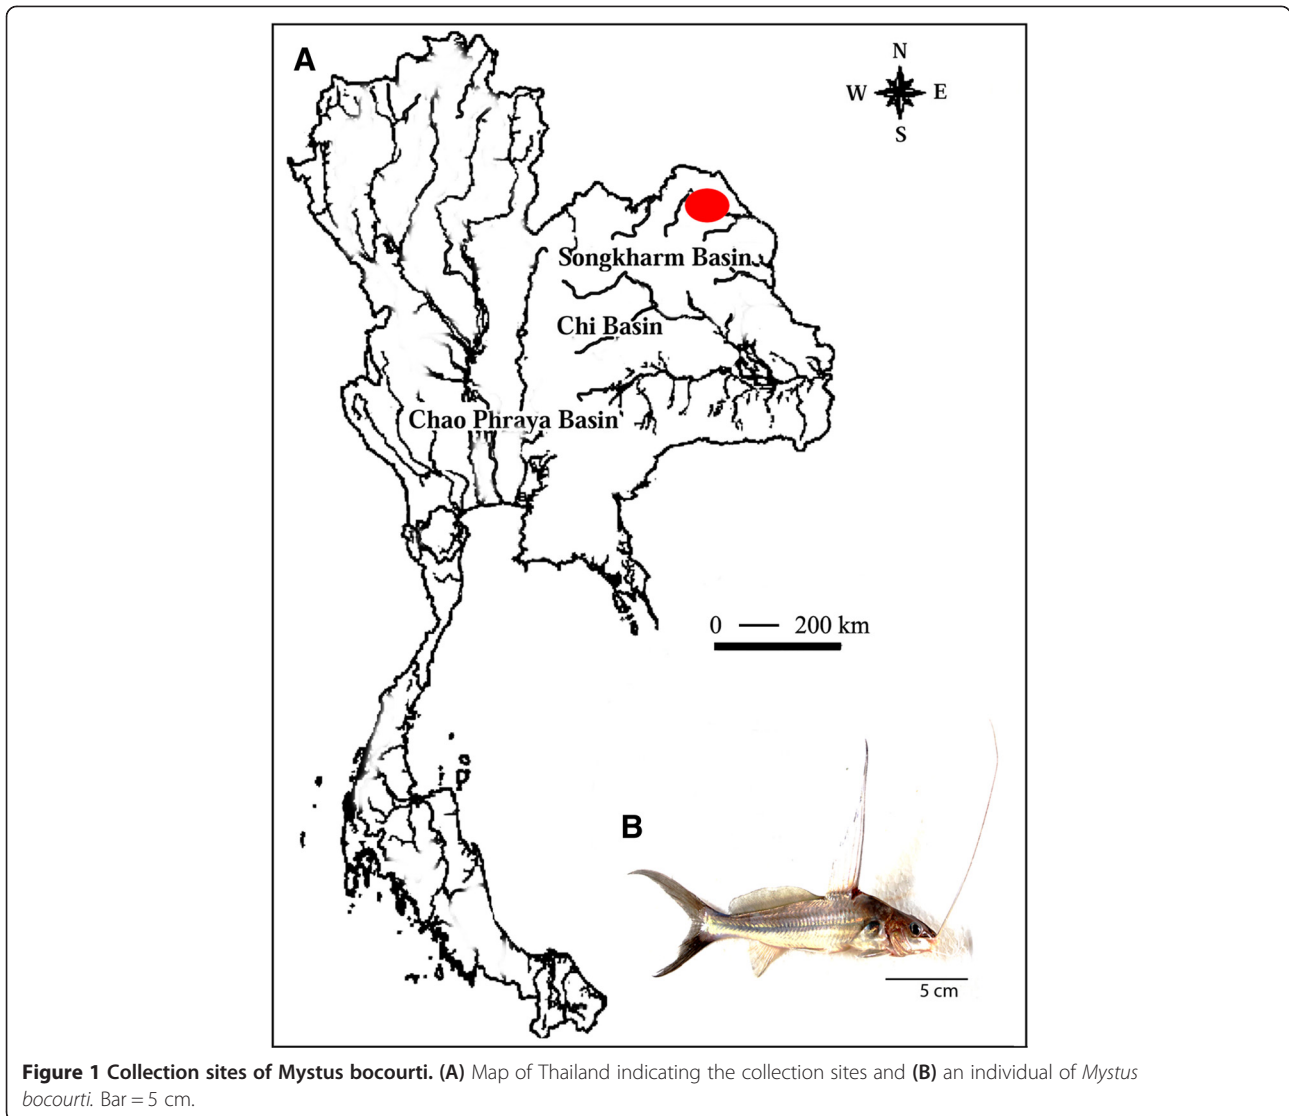 A
N
W E
S
Songkharm Basin
Chi Basin
Chao Phraya Basin
0 — 200 km
B
5 cm
Figure 1 Collection sites of Mystus bocourti. (A) Map of Thailand indicating the collection sites and (B) an individual of Mystus
bocourti. Bar = 5 cm.